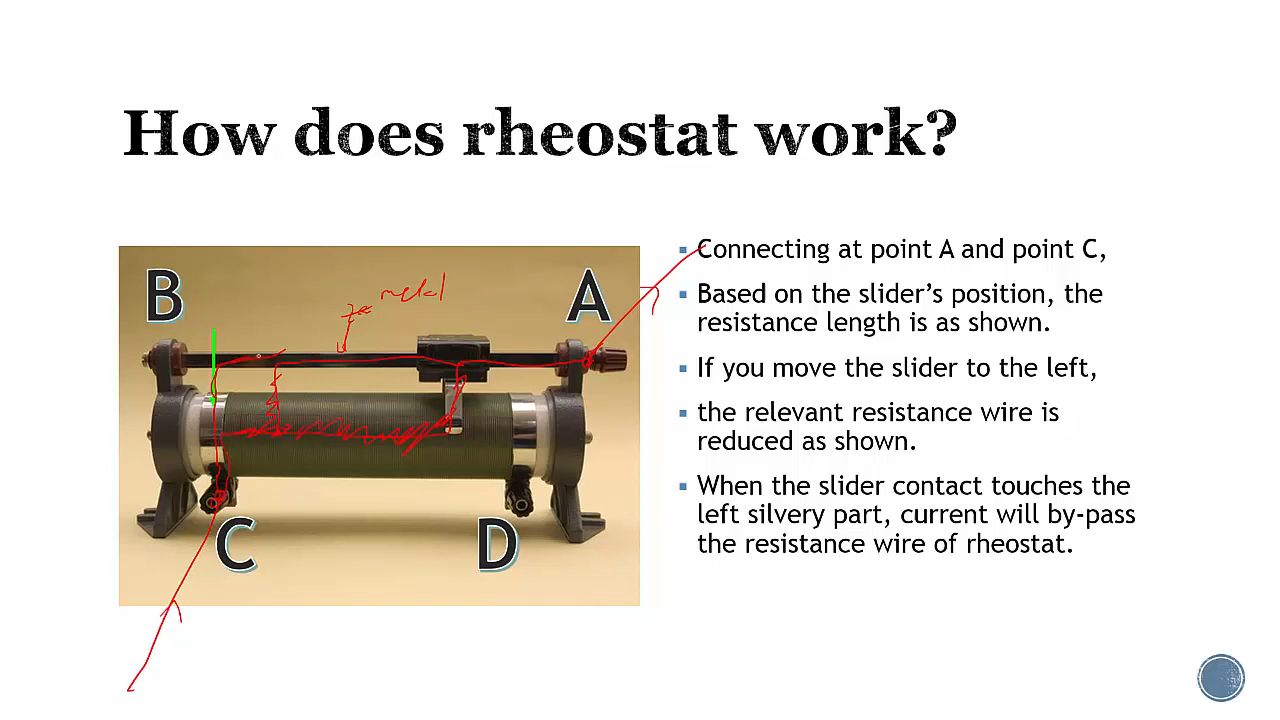 How does rheostat work?
B
A
metal
C
D
Connecting at point A and point C,
Based on the slider's position, the
resistance length is as shown.
If you move the slider to the left,
the relevant resistance wire is
reduced as shown.
When the slider contact touches the
left silvery part, current will by-pass
the resistance wire of rheostat.